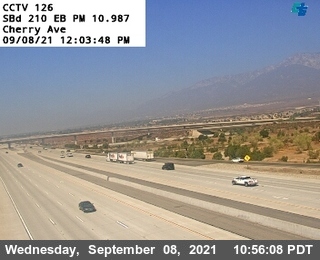 CCTV 126
SBd 210 EB PM 10.987
Cherry Ave
09/08/21 12:03:48 PM
Wednesday, September 08, 2021 10:56:08 PDT